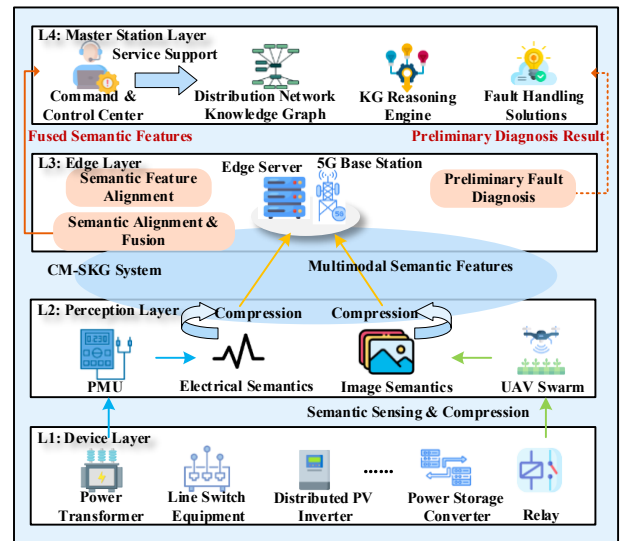 L4: Master Station Layer
Service Support
Command &
Control Center
Distribution Network
Knowledge Graph
KG Reasoning
Engine
Fault Handling
Solutions
Fused Semantic Features
Preliminary Diagnosis Result
L3: Edge Layer
Semantic Feature
Alignment
Semantic Alignment &
Fusion
Edge Server
5G Base Station
5G
Preliminary Fault
Diagnosis
CM-SKG System
Multimodal Semantic Features
L2: Perception Layer
Compression
Compression
PMU
Electrical Semantics
Image Semantics
UAV Swarm
Semantic Sensing & Compression
L1: Device Layer
Power
Transformer
Line Switch
Equipment
Distributed PV
Inverter
......
Power Storage
Converter
Relay